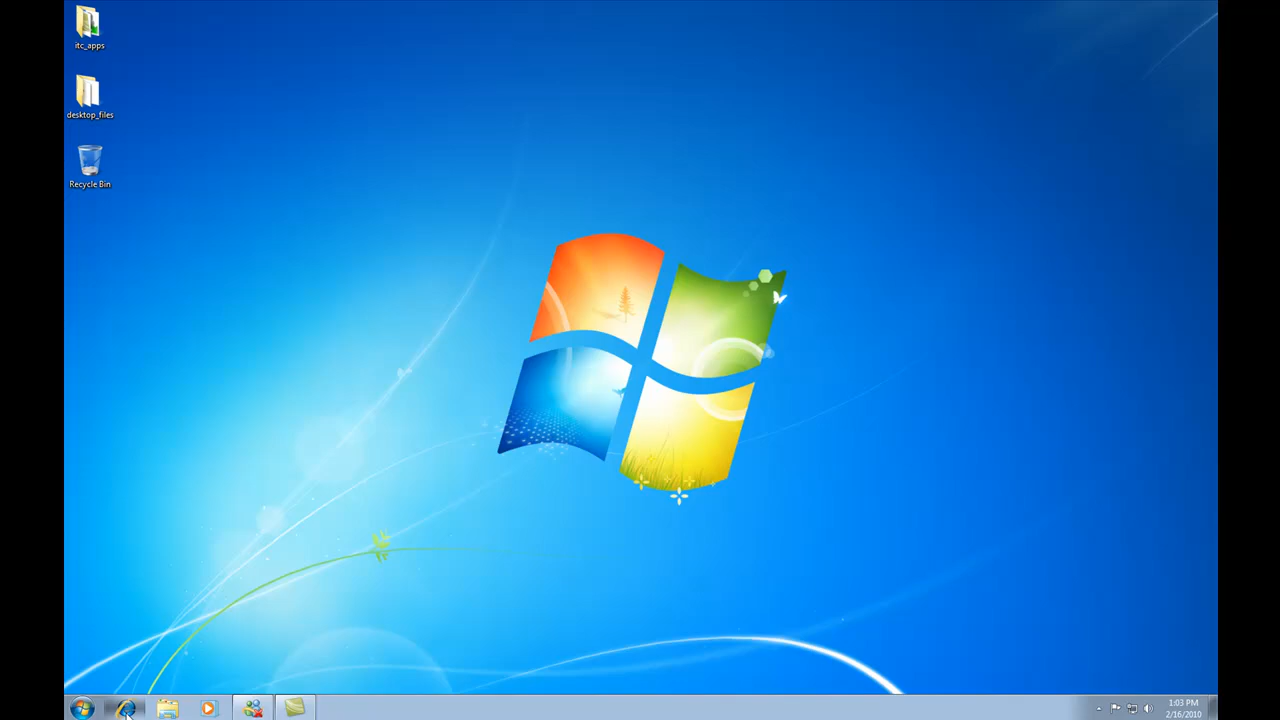 itc_apps
desktop_files
Recycle Bin
1:03 PM
2/16/2010